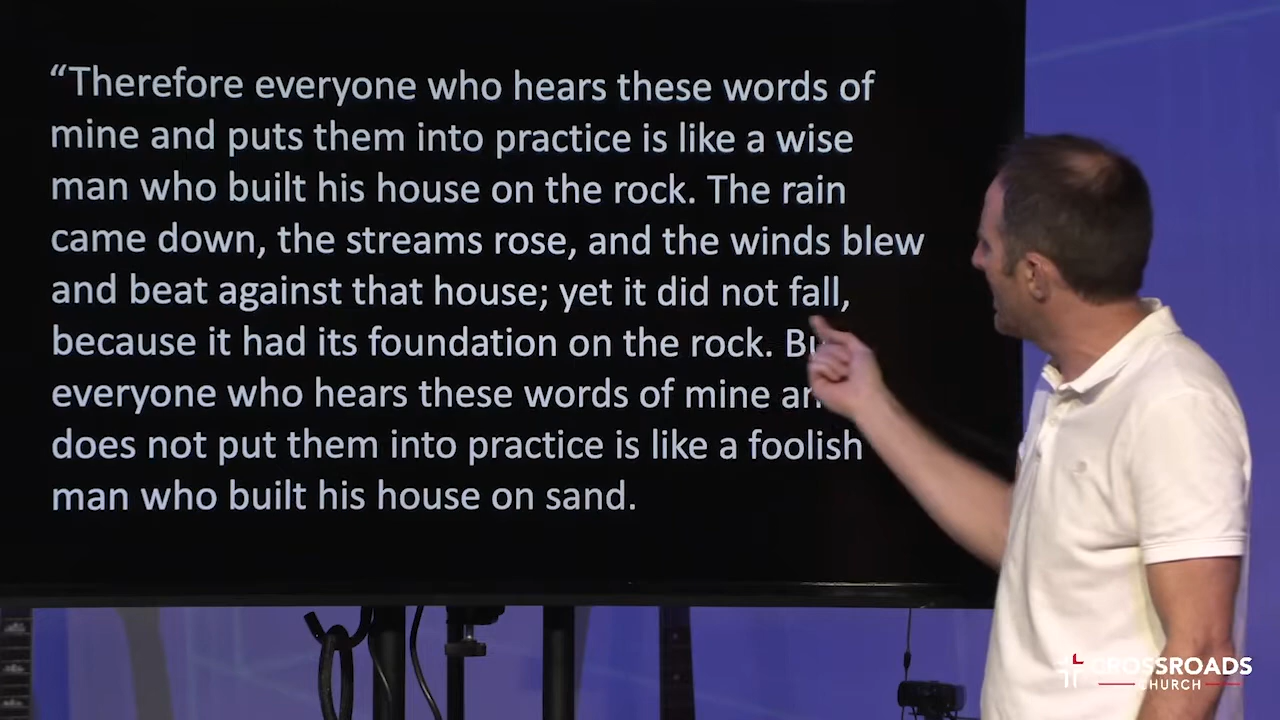 “Therefore everyone who hears these words of
mine and puts them into practice is like a wise
man who built his house on the rock. The rain
came down, the streams rose, and the winds blew
and beat against that house; yet it did not fall,
because it had its foundation on the rock. Bu
everyone who hears these words of mine an
does not put them into practice is like a foolish
man who built his house on sand.
CROSSROADS
CHURCH